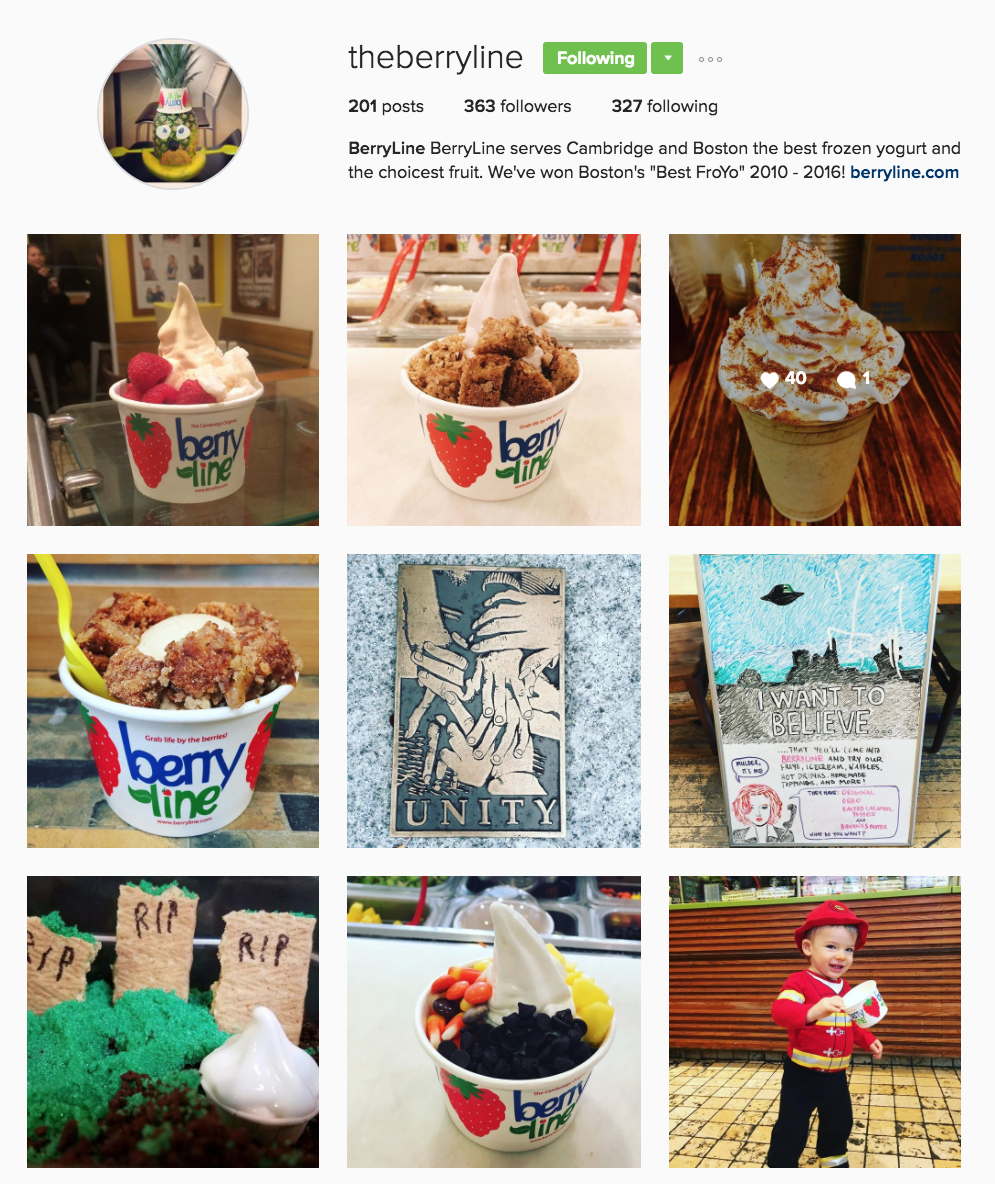 theberryline Following
201 posts 363 followers 327 following
BerryLine BerryLine serves Cambridge and Boston the best frozen yogurt and
the choicest fruit. We've won Boston's "Best FroYo" 2010 - 2016! berryline.com
The Cambridge Original
berry
line
www.berryline.com
Grab life by the berries!
berry
line
ROJOS
40 1
Grab life by the berries!
berry
line
www.berryline.com
UNITY
I WANT TO
BELIEVE...
....THAT YOU'LL COME INTO
BERRYLINE AND TRY OUR
FROYO, ICECREAM, WAFFLES,
HOT DRINKS, HOMEMADE
TOPPINGS, AND MORE!
MULDER,
IT'S ME
THEY HAVE: ORIGINAL
OREO
SALTED CARAMEL
AND
WHAT DO YOU WANT?
RIP
RIP
RIP
The Cambridge Original
berry
line